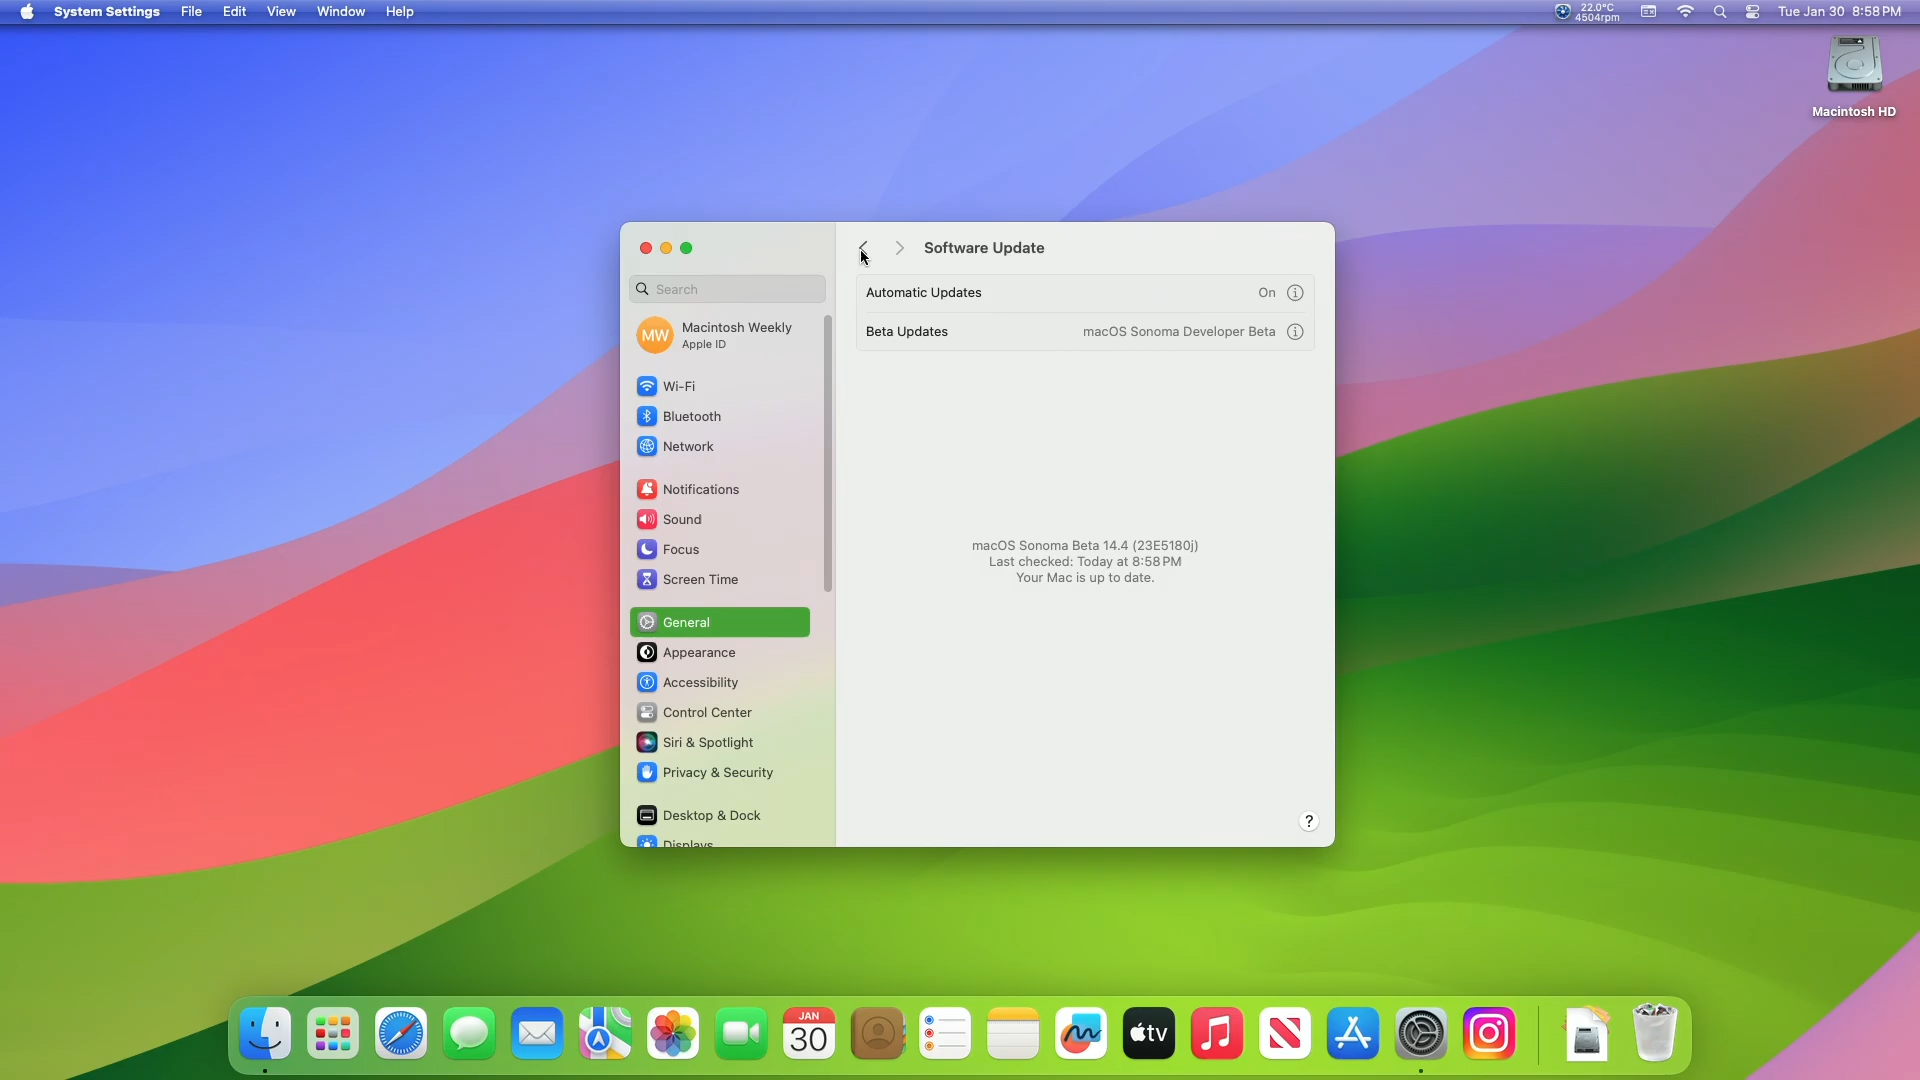 System Settings File Edit View Window Help
22.0°C
4504rpm
Tue Jan 30 8:58 PM
Macintosh HD
Software Update
Search
Automatic Updates On
Beta Updates macOS Sonoma Developer Beta
MW
Macintosh Weekly
Apple ID
Wi-Fi
Bluetooth
Network
Notifications
Sound
Focus
Screen Time
General
Appearance
Accessibility
Control Center
Siri & Spotlight
Privacy & Security
Desktop & Dock
Displays
macOS Sonoma Beta 14.4 (23E5180j)
Last checked: Today at 8:58 PM
Your Mac is up to date.
?
JAN
30
tv